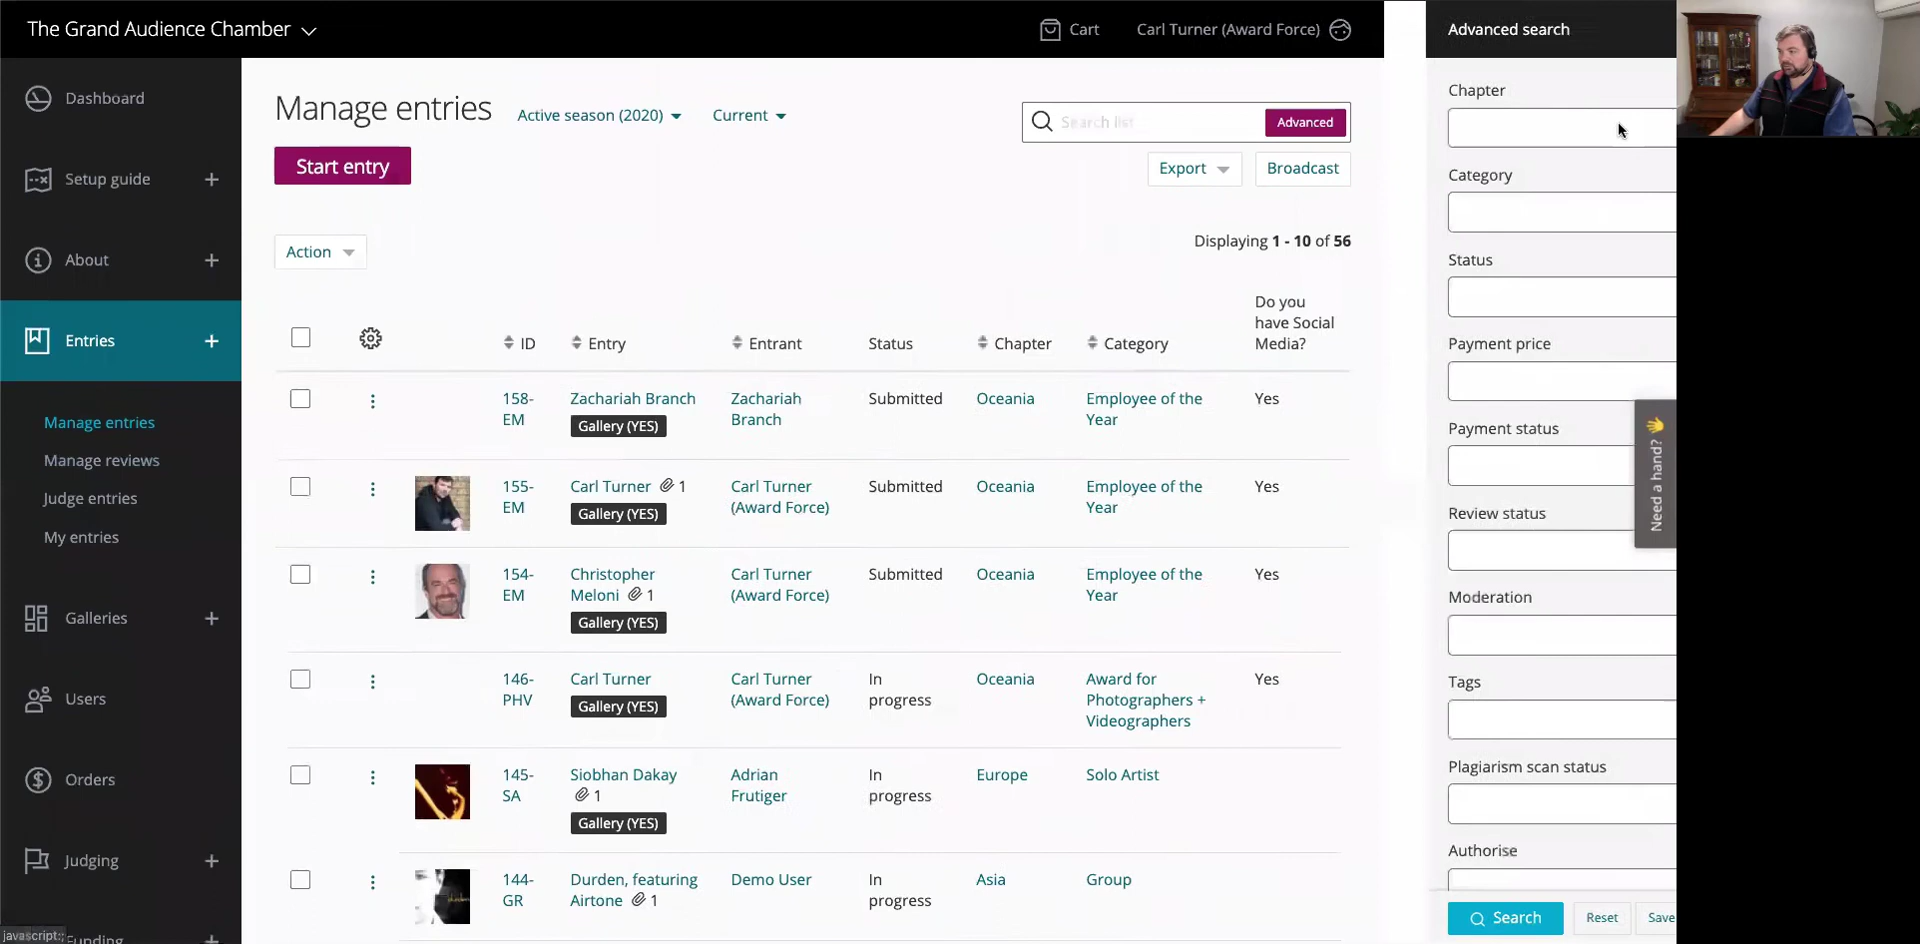 The Grand Audience Chamber
Cart
Carl Turner (Award Force)
Dashboard
Setup guide
About
Entries
Manage entries
Manage reviews
Judge entries
My entries
Galleries
Users
Orders
Judging
Funding
javascript:;
Manage entries
Active season (2020)
Current
Search list
Advanced
Start entry
Export
Broadcast
Action
Displaying 1 - 10 of 56
ID
Entry
Entrant
Status
Chapter
Category
Do you
have Social
Media?
158-
EM
Zachariah Branch
Gallery (YES)
Zachariah
Branch
Submitted
Oceania
Employee of the
Year
Yes
155-
EM
Carl Turner 1
Gallery (YES)
Carl Turner
(Award Force)
Submitted
Oceania
Employee of the
Year
Yes
154-
EM
Christopher
Meloni 1
Gallery (YES)
Carl Turner
(Award Force)
Submitted
Oceania
Employee of the
Year
Yes
146-
PHV
Carl Turner
Gallery (YES)
Carl Turner
(Award Force)
In
progress
Oceania
Award for
Photographers +
Videographers
Yes
145-
SA
Siobhan Dakay
1
Gallery (YES)
Adrian
Frutiger
In
progress
Europe
Solo Artist
144-
GR
Durden, featuring
Airtone 1
Demo User
In
progress
Asia
Group
Advanced search
Chapter
Category
Status
Payment price
Payment status
Review status
Moderation
Tags
Plagiarism scan status
Authorise
Search
Reset
Save
Need a hand? 👋